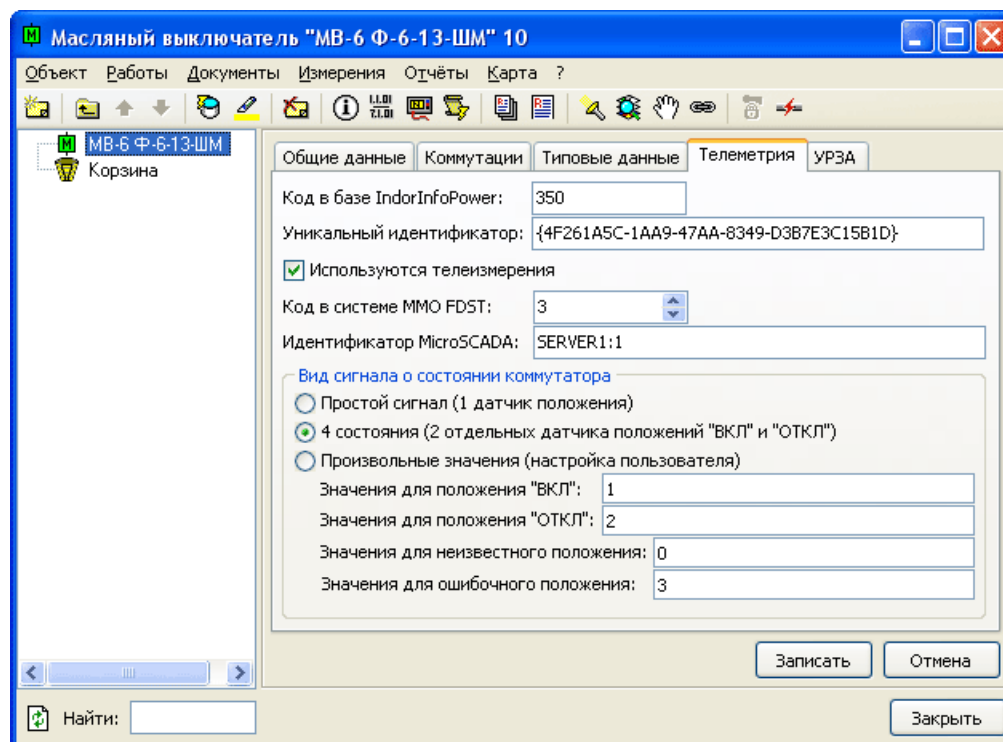 Масляный выключатель "МВ-6 Ф-6-13-ШМ" 10
Объект Работы Документы Измерения Отчёты Карта ?
МВ-6 Ф-6-13-ШМ
Корзина
Общие данные Коммутации Типовые данные Телеметрия УРЗА
Код в базе IndorInfoPower: 350
Уникальный идентификатор: {4F261A5C-1AA9-47AA-8349-D3B7E3C15B1D}
Используются телеизмерения
Код в системе MMO FDST: 3
Идентификатор MicroSCADA: SERVER1:1
Вид сигнала о состоянии коммутатора
Простой сигнал (1 датчик положения)
4 состояния (2 отдельных датчика положений "ВКЛ" и "ОТКЛ")
Произвольные значения (настройка пользователя)
Значения для положения "ВКЛ": 1
Значения для положения "ОТКЛ": 2
Значения для неизвестного положения: 0
Значения для ошибочного положения: 3
Записать Отмена
Найти: Закрыть